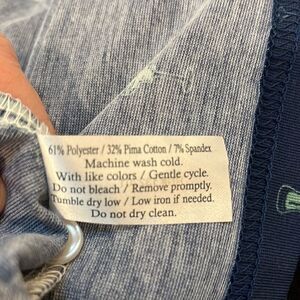 61% Polyester / 32% Pima Cotton / 7% Spandex
Machine wash cold.
With like colors / Gentle cycle.
Do not bleach / Remove promptly.
Tumble dry low / Low iron if needed.
Do not dry clean.